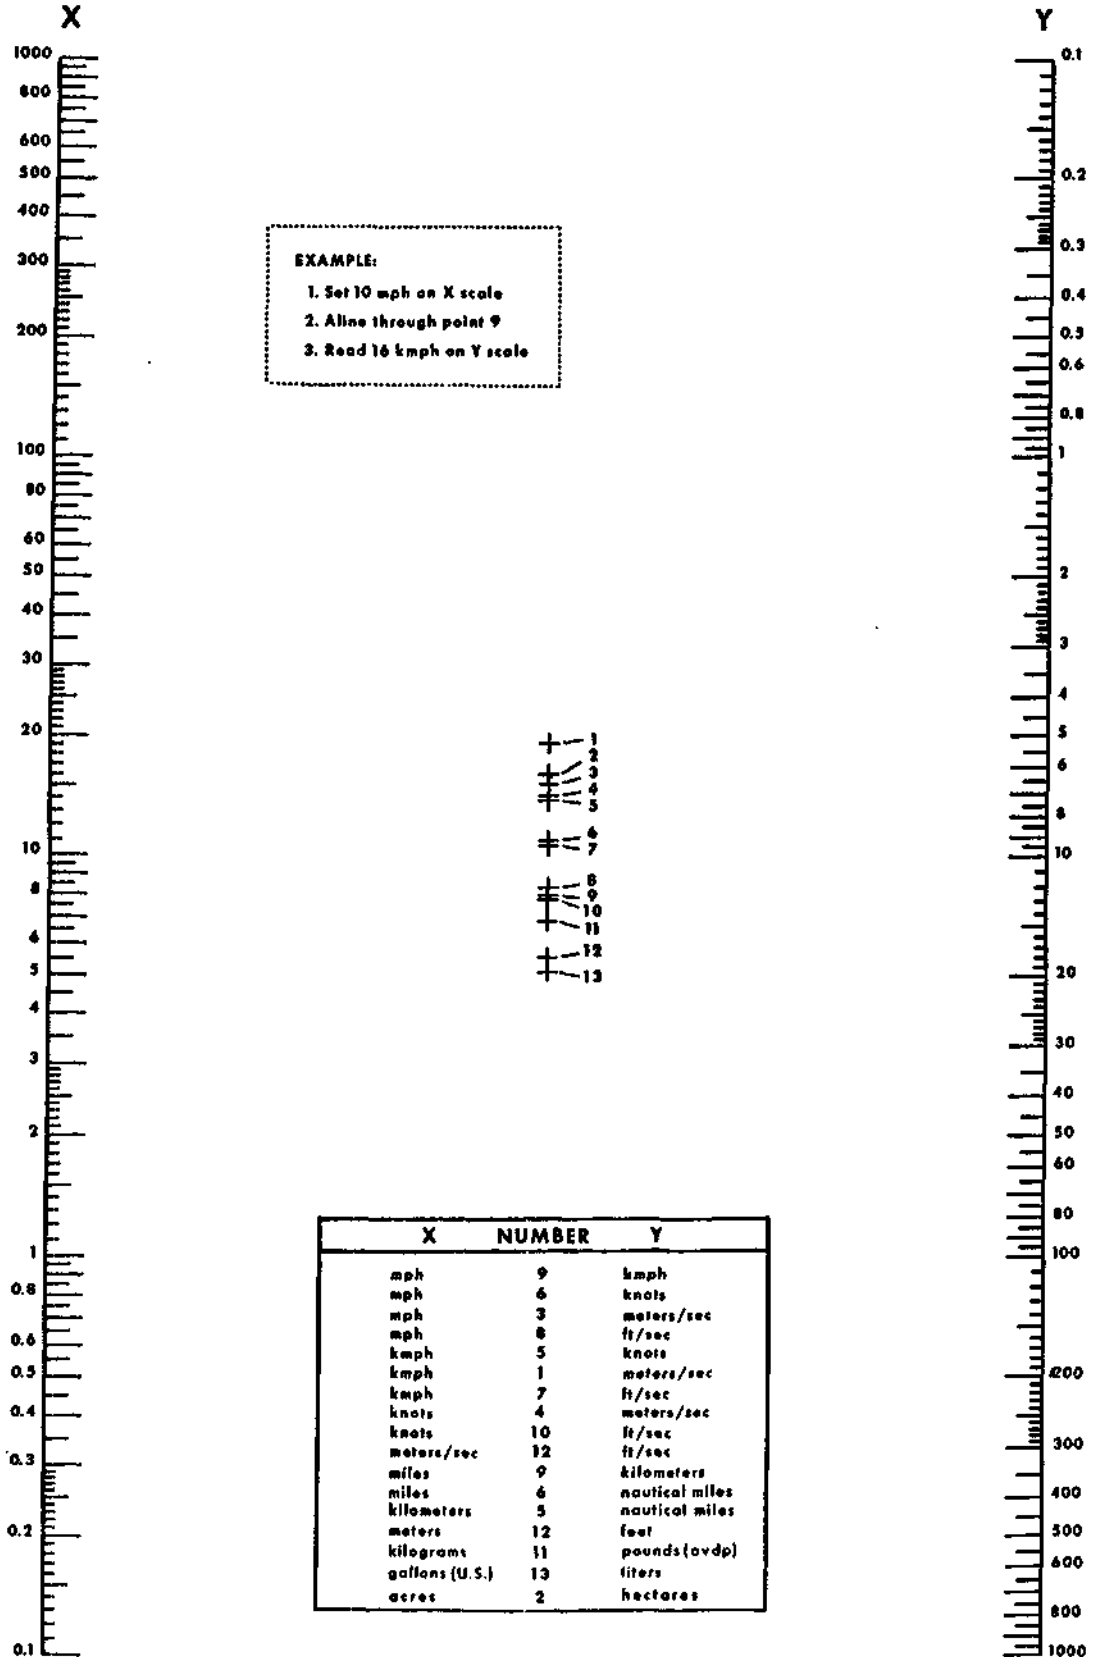 X
Y
1000
800
600
500
400
300
200
100
80
60
50
40
30
20
10
8
4
5
4
3
2
1
0.8
0.6
0.5
0.4
0.3
0.2
0.1
EXAMPLE:
1. Set 10 mph on X scale
2. Aline through point 9
3. Read 16 kmph on Y scale
1
2
3
4
5
6
7
8
9
10
11
12
13
0.1
0.2
0.3
0.4
0.5
0.6
0.8
1
2
3
4
5
6
8
10
20
30
40
50
60
80
100
200
300
400
500
600
800
1000
X NUMBER Y
mph 9 kmph
mph 6 knots
mph 3 meters/sec
mph 8 ft/sec
kmph 5 knots
kmph 1 meters/sec
kmph 7 ft/sec
knots 4 meters/sec
knots 10 ft/sec
meters/sec 12 ft/sec
miles 9 kilometers
miles 6 nautical miles
kilometers 5 nautical miles
meters 12 feet
kilograms 11 pounds (avdp)
gallons (U.S.) 13 liters
acres 2 hectares